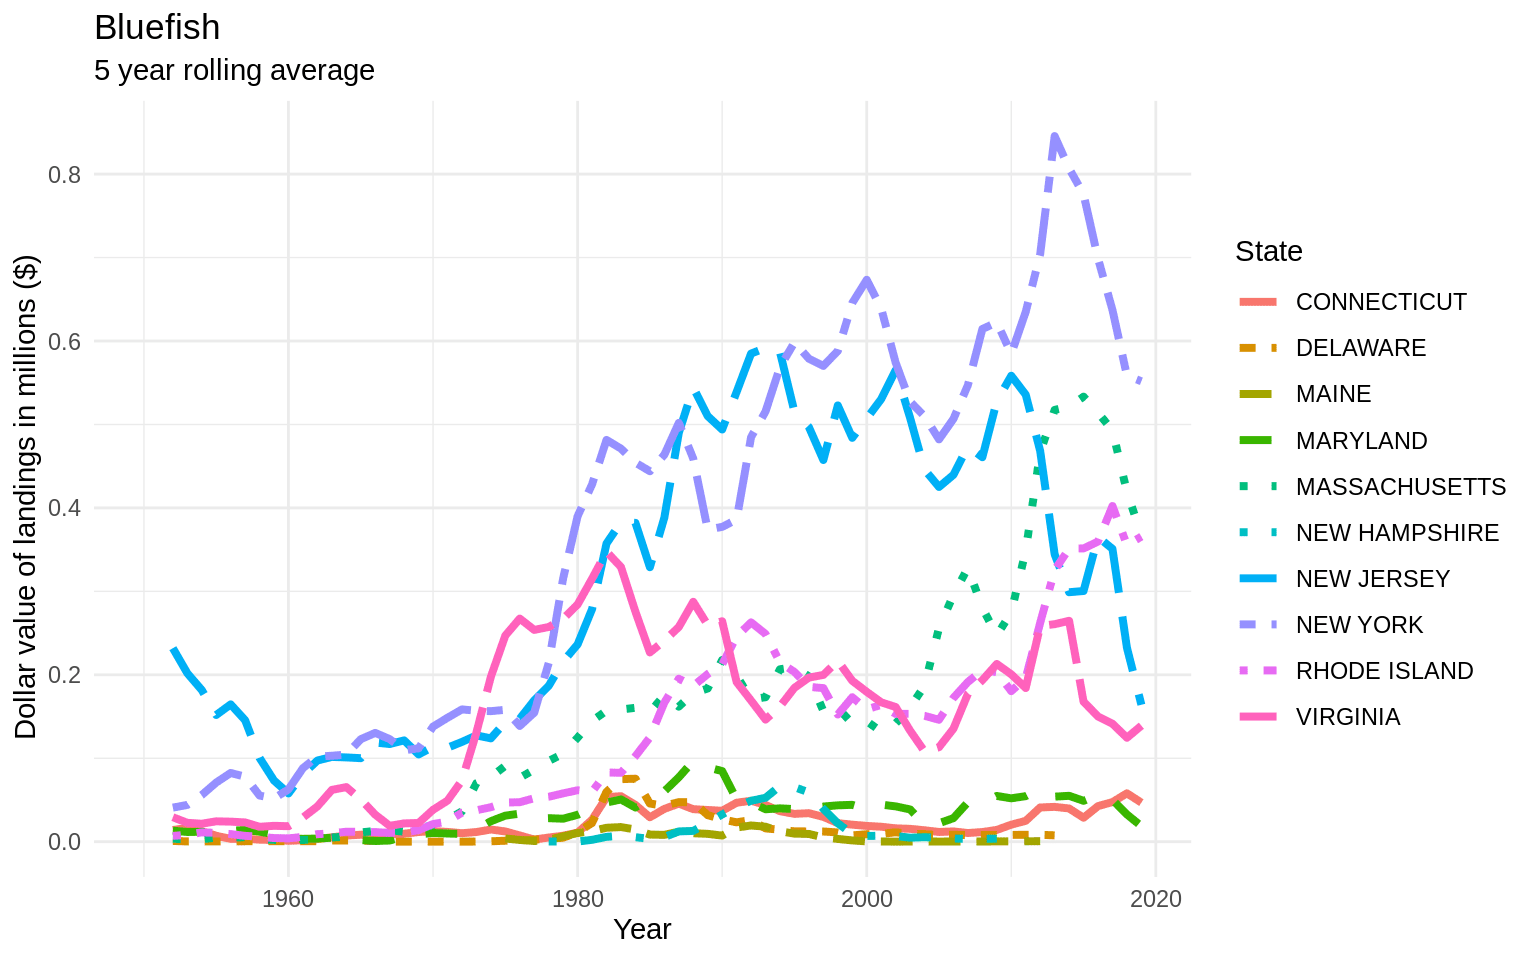 Bluefish
5 year rolling average
Dollar value of landings in millions ($)
0.8
0.6
0.4
0.2
0.0
1960
1980
2000
2020
Year
State
CONNECTICUT
DELAWARE
MAINE
MARYLAND
MASSACHUSETTS
NEW HAMPSHIRE
NEW JERSEY
NEW YORK
RHODE ISLAND
VIRGINIA